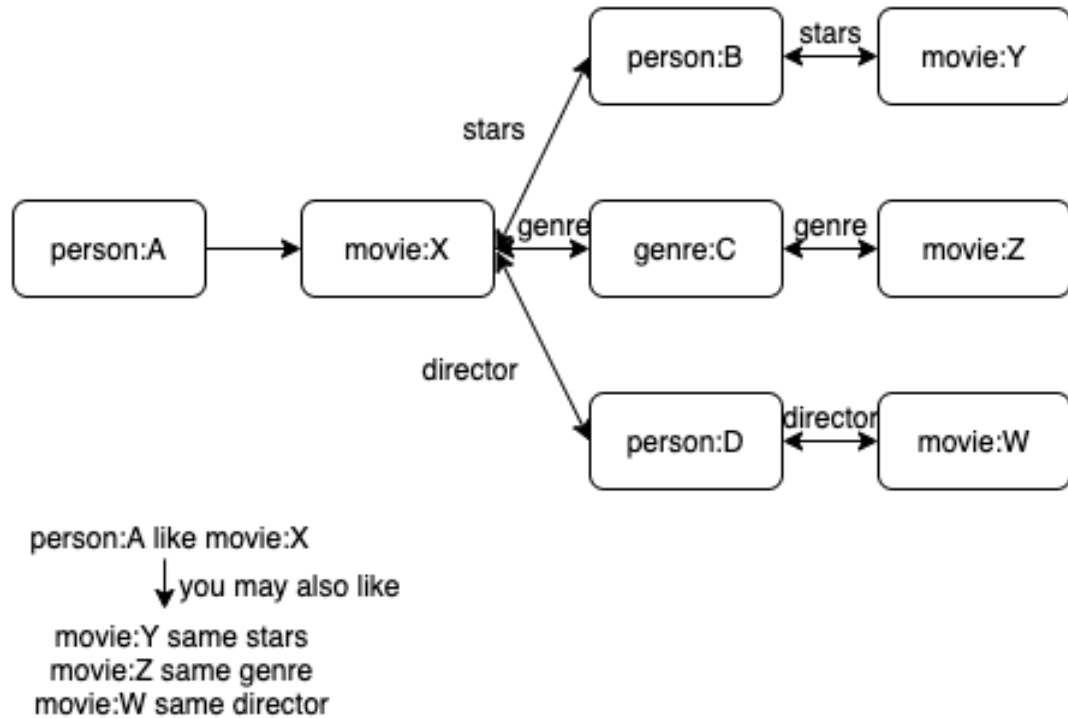 person:B
stars
movie:Y
stars
person:A
movie:X
genre
genre:C
genre
movie:Z
director
person:D
director
movie:W
person:A like movie:X
you may also like
movie:Y same stars
movie:Z same genre
movie:W same director